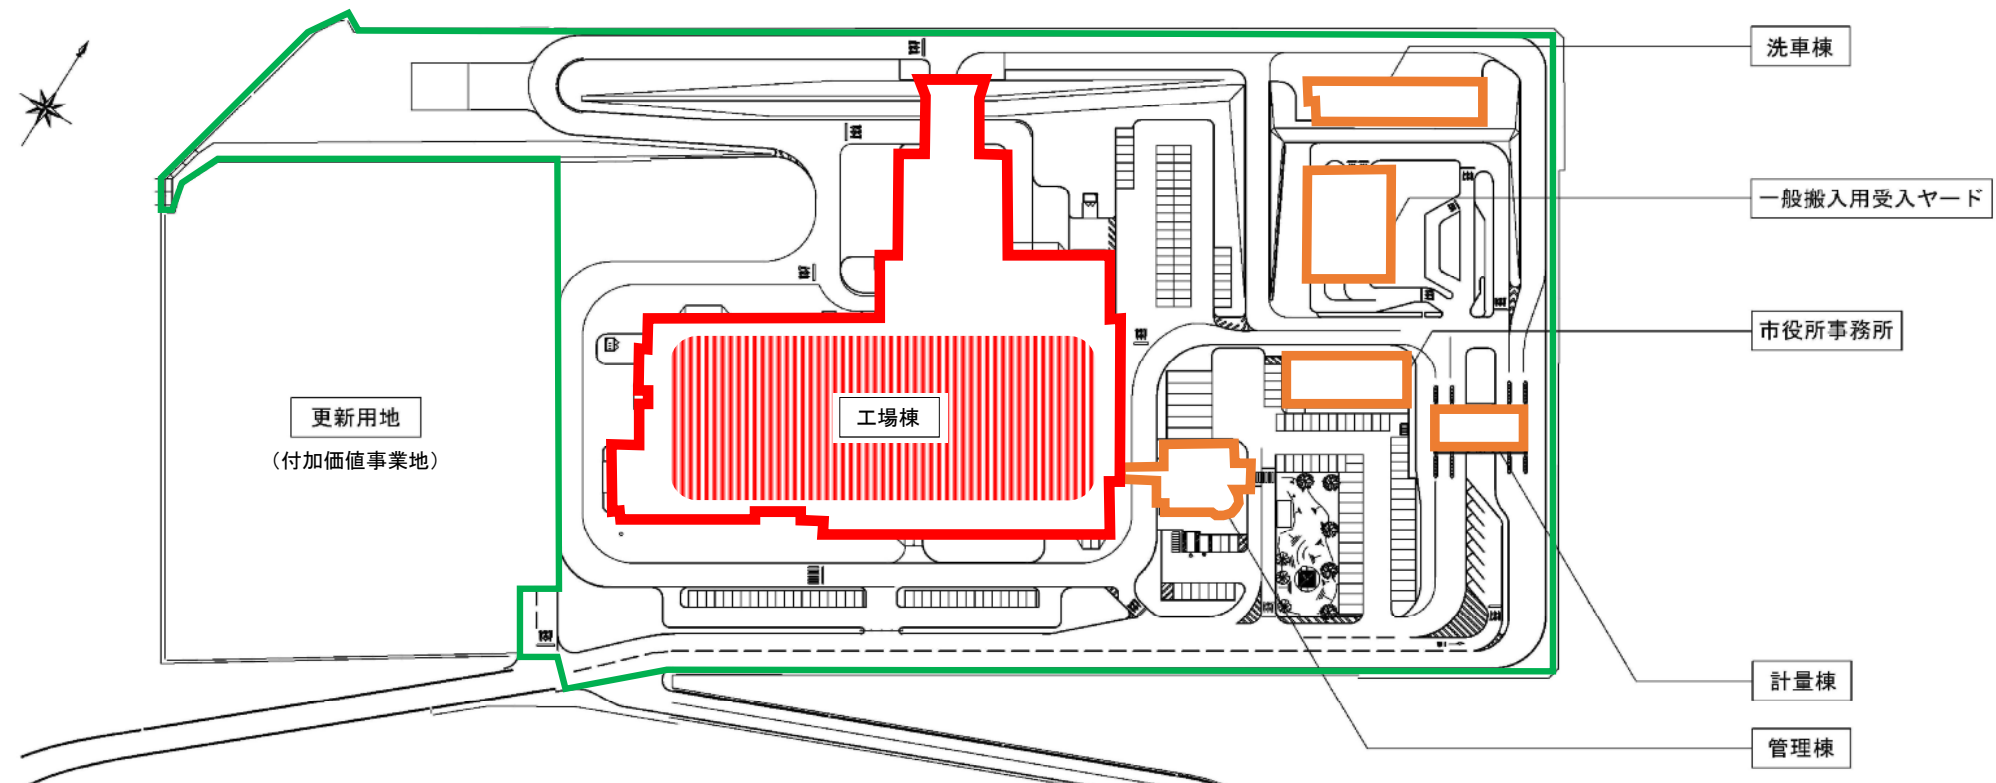 洗車棟
一般搬入用受入ヤード
市役所事務所
更新用地
（付加価値事業地）
工場棟
計量棟
管理棟